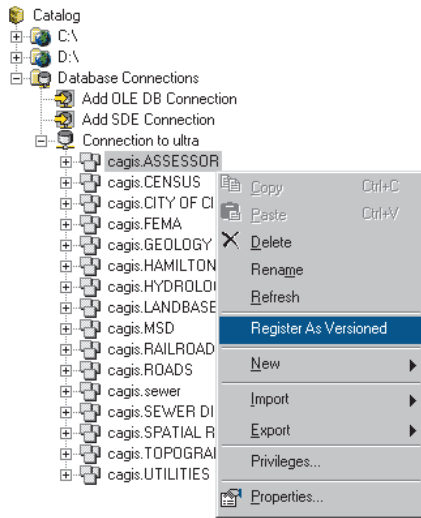 Catalog
C:\
D:\
Database Connections
Add OLE DB Connection
Add SDE Connection
Connection to ultra
cagis.ASSESSOR
cagis.CENSUS
cagis.CITY OF CI
cagis.FEMA
cagis.GEOLOGY
cagis.HAMILTON
cagis.HYDROLO
cagis.LANDBASE
cagis.MSD
cagis.RAILROAD
cagis.ROADS
cagis.sewer
cagis.SEWER DI
cagis.SPATIAL R
cagis.TOPOGRA
cagis.UTILITIES
Copy Ctrl+C
Paste Ctrl+V
Delete
Rename
Refresh
Register As Versioned
New
Import
Export
Privileges...
Properties...